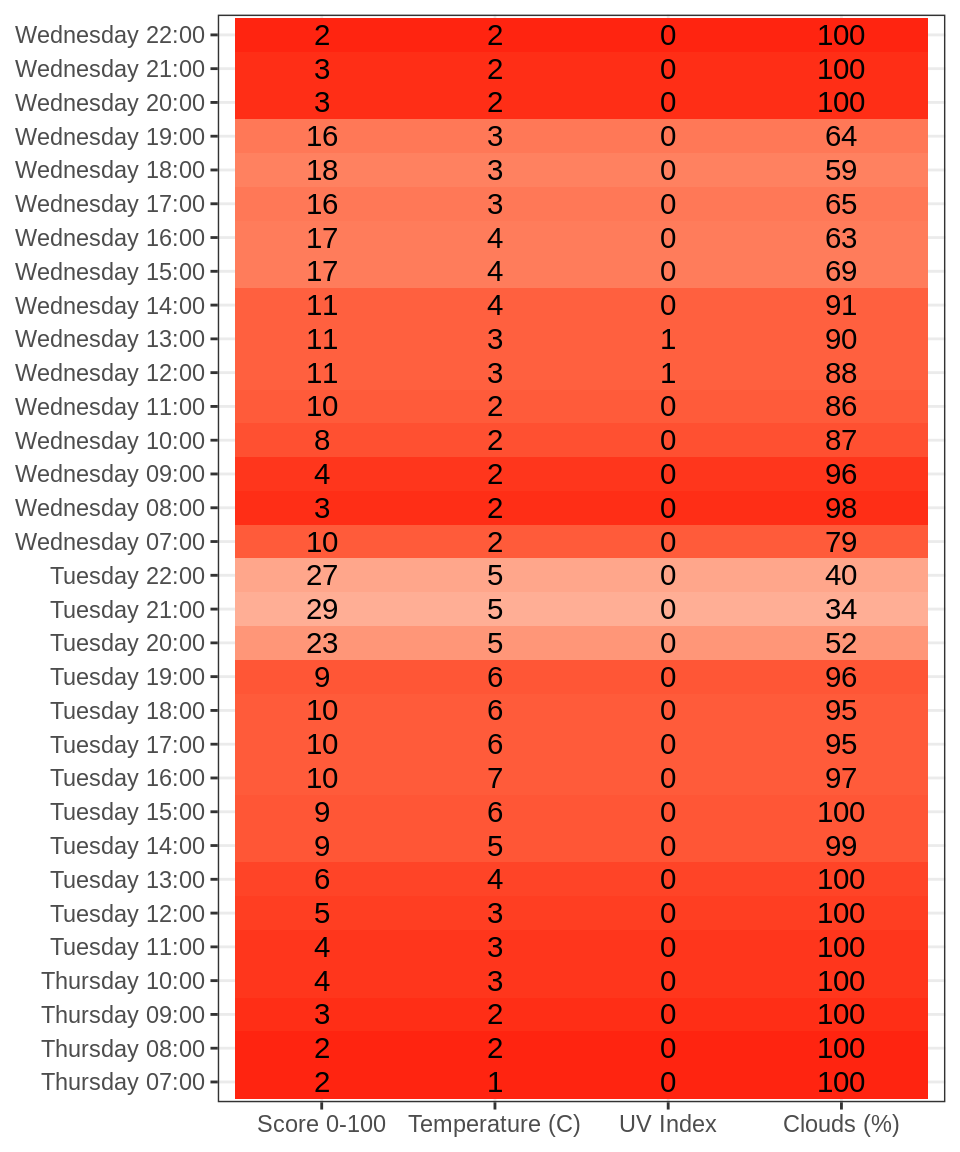 Wednesday 22:00 2 2 0 100
Wednesday 21:00 3 2 0 100
Wednesday 20:00 3 2 0 100
Wednesday 19:00 16 3 0 64
Wednesday 18:00 18 3 0 59
Wednesday 17:00 16 3 0 65
Wednesday 16:00 17 4 0 63
Wednesday 15:00 17 4 0 69
Wednesday 14:00 11 4 0 91
Wednesday 13:00 11 3 1 90
Wednesday 12:00 11 3 1 88
Wednesday 11:00 10 2 0 86
Wednesday 10:00 8 2 0 87
Wednesday 09:00 4 2 0 96
Wednesday 08:00 3 2 0 98
Wednesday 07:00 10 2 0 79
Tuesday 22:00 27 5 0 40
Tuesday 21:00 29 5 0 34
Tuesday 20:00 23 5 0 52
Tuesday 19:00 9 6 0 96
Tuesday 18:00 10 6 0 95
Tuesday 17:00 10 6 0 95
Tuesday 16:00 10 7 0 97
Tuesday 15:00 9 6 0 100
Tuesday 14:00 9 5 0 99
Tuesday 13:00 6 4 0 100
Tuesday 12:00 5 3 0 100
Tuesday 11:00 4 3 0 100
Thursday 10:00 4 3 0 100
Thursday 09:00 3 2 0 100
Thursday 08:00 2 2 0 100
Thursday 07:00 2 1 0 100
Score 0-100 Temperature (C) UV Index Clouds (%)